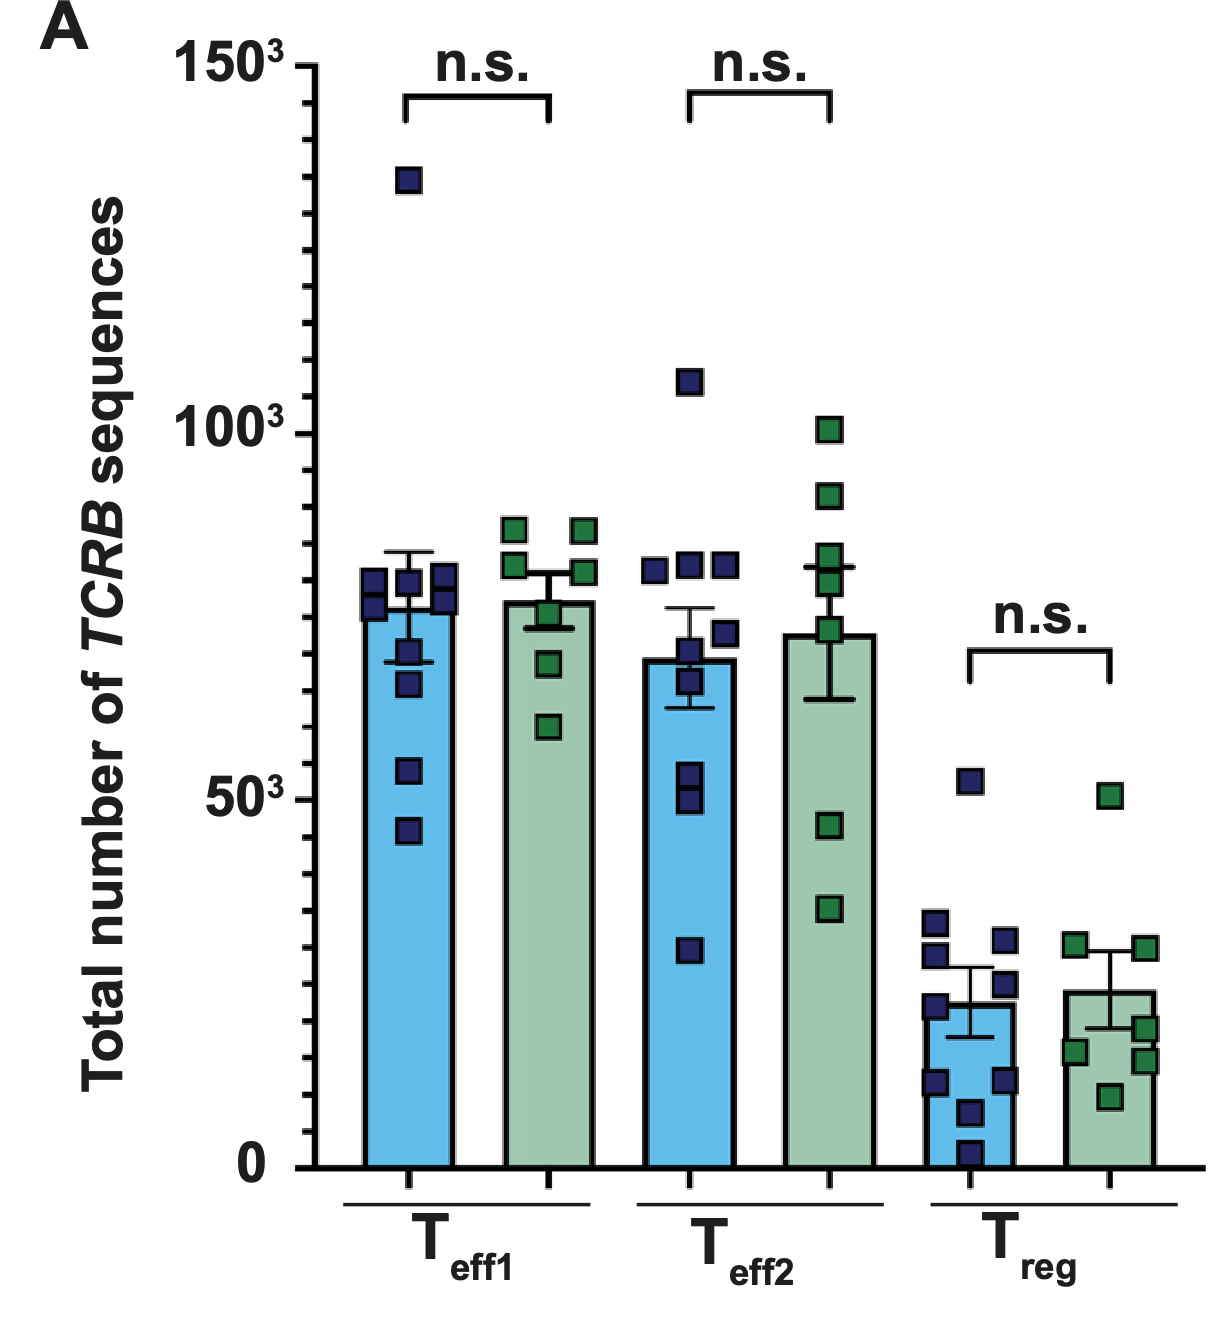 A
Total number of TCRB sequences
150³
100³
50³
0
n.s.
n.s.
n.s.
Teff1
Teff2
Treg